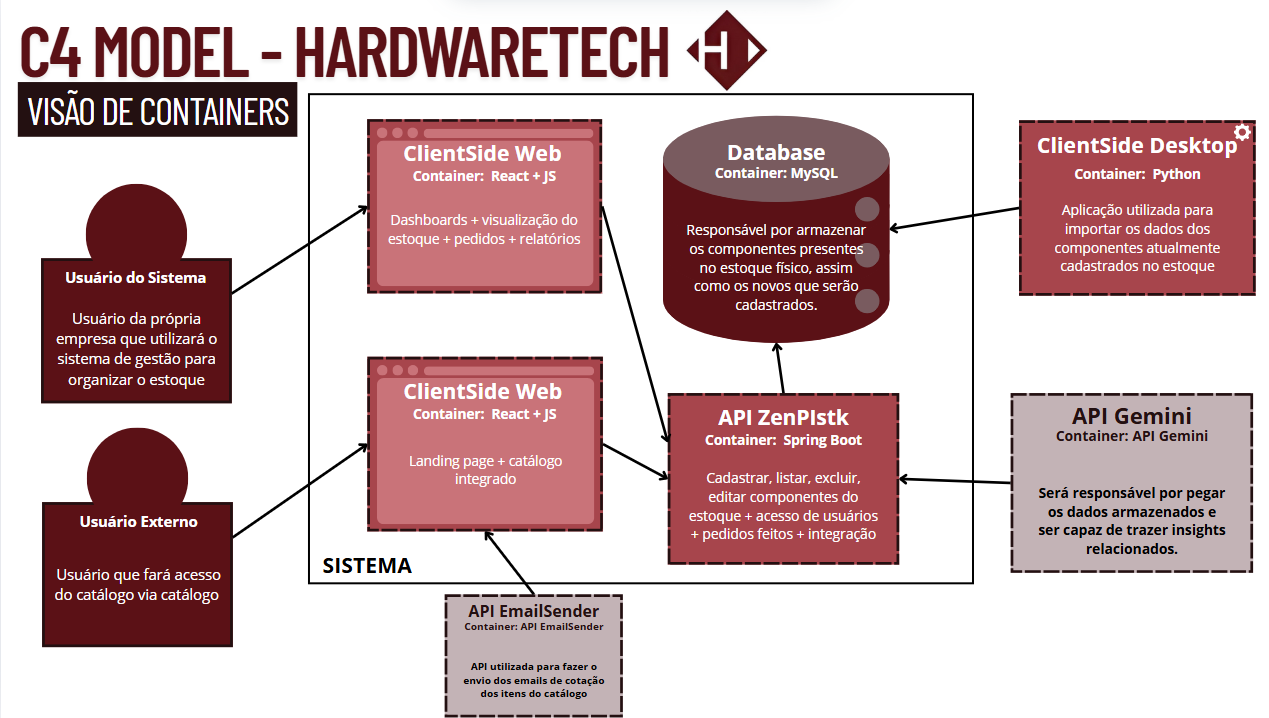 C4 MODEL - HARDWARETECH
VISÃO DE CONTAINERS
Usuário do Sistema
Usuário da própria
empresa que utilizará o
sistema de gestão para
organizar o estoque
Usuário Externo
Usuário que fará acesso
do catálogo via catálogo
ClientSide Web
Container: React + JS
Dashboards + visualização do
estoque + pedidos + relatórios
ClientSide Web
Container: React + JS
Landing page + catálogo
integrado
SISTEMA
Database
Container: MySQL
Responsável por armazenar
os componentes presentes
no estoque físico, assim
como os novos que serão
cadastrados.
API ZenPIstk
Container: Spring Boot
Cadastrar, listar, excluir,
editar componentes do
estoque + acesso de usuários
+ pedidos feitos + integração
ClientSide Desktop
Container: Python
Aplicação utilizada para
importar os dados dos
componentes atualmente
cadastrados no estoque
API Gemini
Container: API Gemini
Será responsável por pegar
os dados armazenados e
ser capaz de trazer insights
relacionados.
API EmailSender
Container: API EmailSender
API utilizada para fazer o
envio dos emails de cotação
dos itens do catálogo